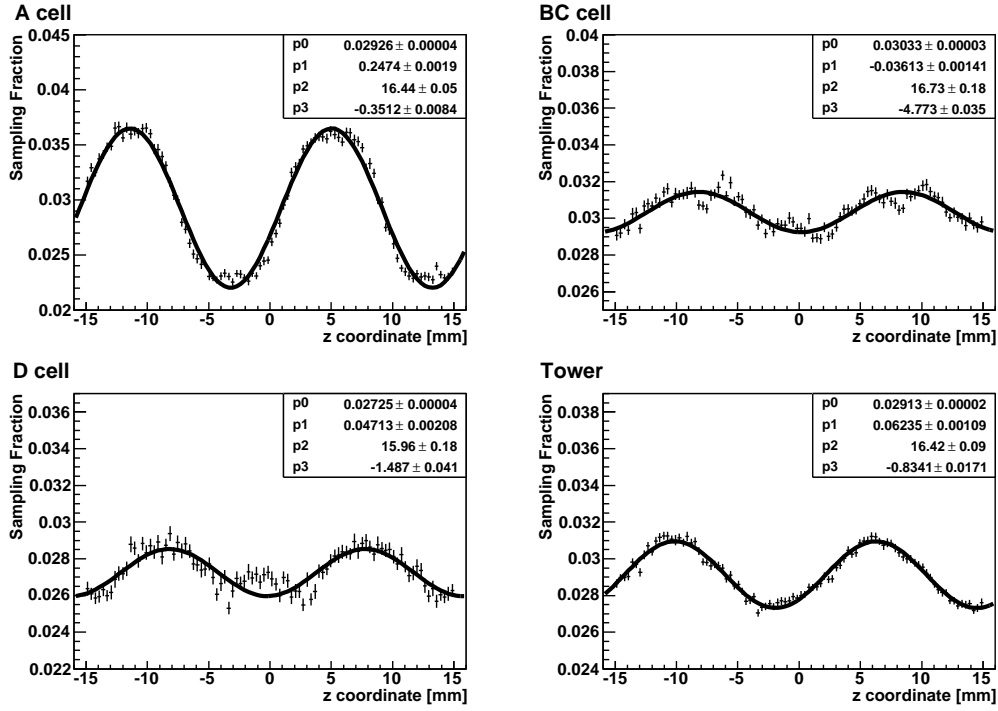 A cell
Sampling Fraction
0.045
0.04
0.035
0.03
0.025
0.02
p0 0.02926 ± 0.00004
p1 0.2474 ± 0.0019
p2 16.44 ± 0.05
p3 -0.3512 ± 0.0084
-15 -10 -5 0 5 10 15
z coordinate [mm]
BC cell
Sampling Fraction
0.04
0.038
0.036
0.034
0.032
0.03
0.028
0.026
p0 0.03033 ± 0.00003
p1 -0.03613 ± 0.00141
p2 16.73 ± 0.18
p3 -4.773 ± 0.035
-15 -10 -5 0 5 10 15
z coordinate [mm]
D cell
Sampling Fraction
0.036
0.034
0.032
0.03
0.028
0.026
0.024
0.022
p0 0.02725 ± 0.00004
p1 0.04713 ± 0.00208
p2 15.96 ± 0.18
p3 -1.487 ± 0.041
-15 -10 -5 0 5 10 15
z coordinate [mm]
Tower
Sampling Fraction
0.038
0.036
0.034
0.032
0.03
0.028
0.026
0.024
p0 0.02913 ± 0.00002
p1 0.06235 ± 0.00109
p2 16.42 ± 0.09
p3 -0.8341 ± 0.0171
-15 -10 -5 0 5 10 15
z coordinate [mm]